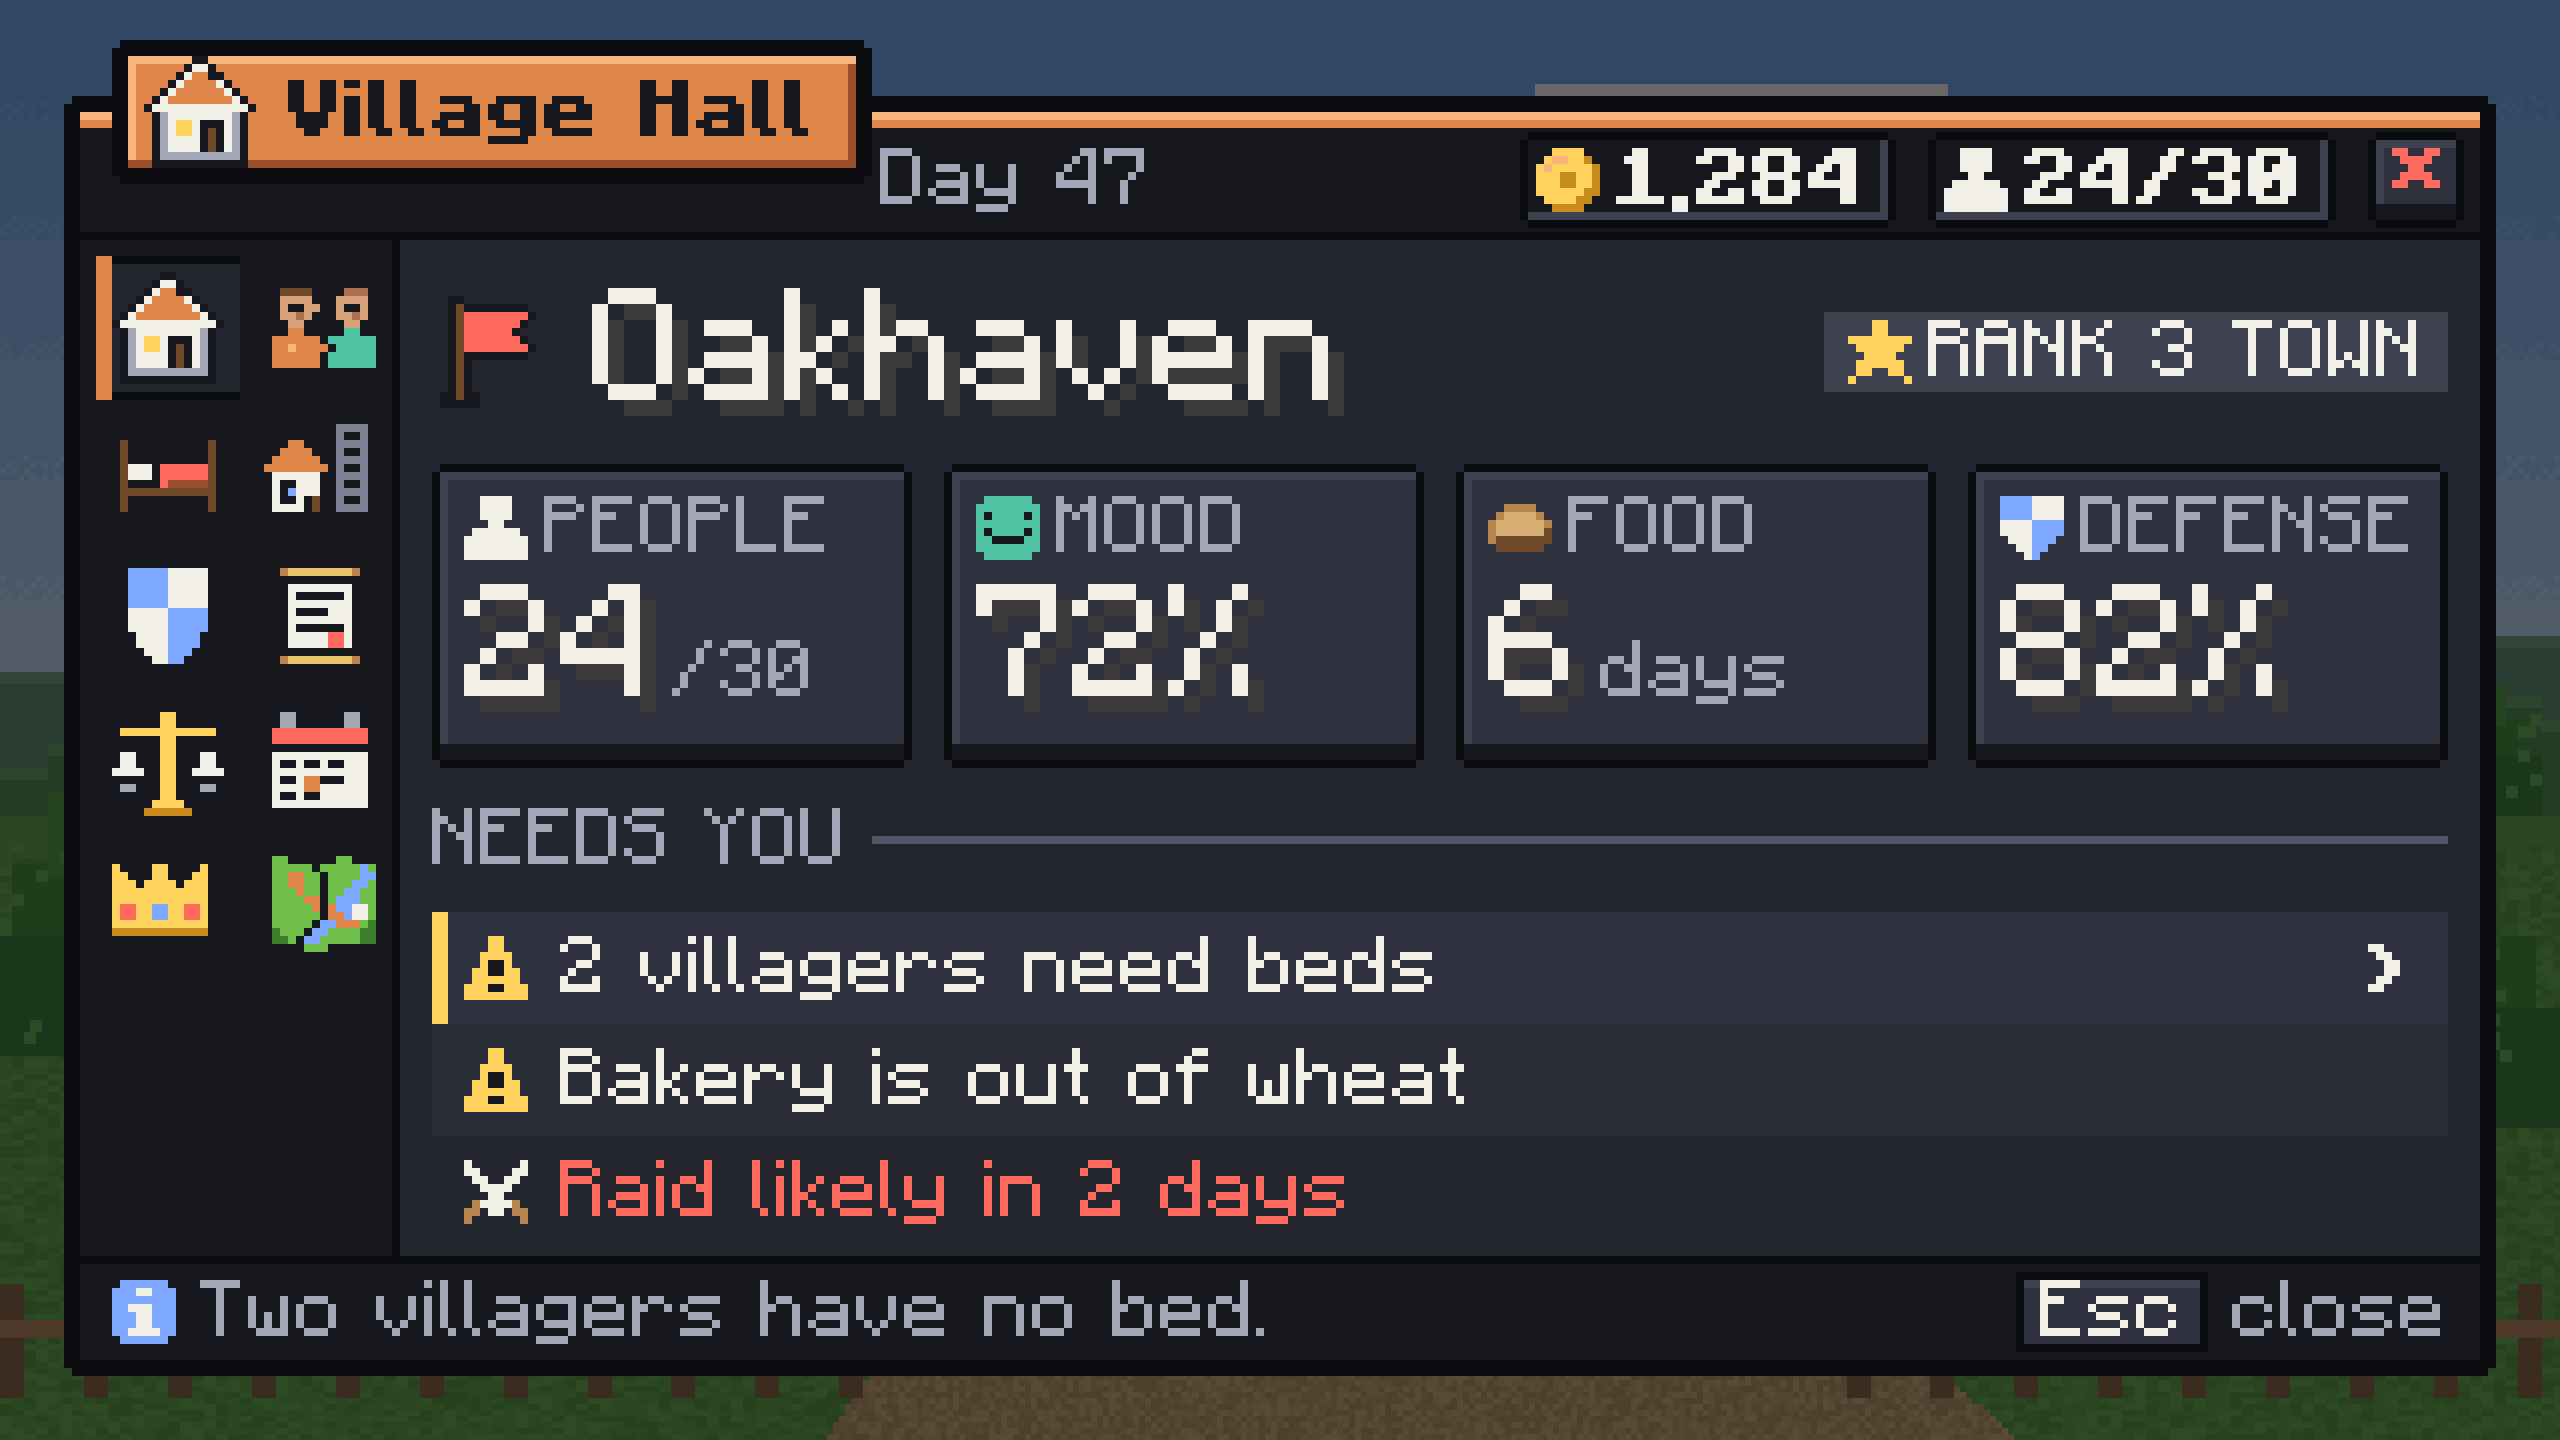 Village Hall
Day 47
1,284
24/30
Oakhaven
RANK 3 TOWN
PEOPLE
24 /30
MOOD
72%
FOOD
6 days
DEFENSE
82%
NEEDS YOU
2 villagers need beds
Bakery is out of wheat
Raid likely in 2 days
Two villagers have no bed.
Esc close